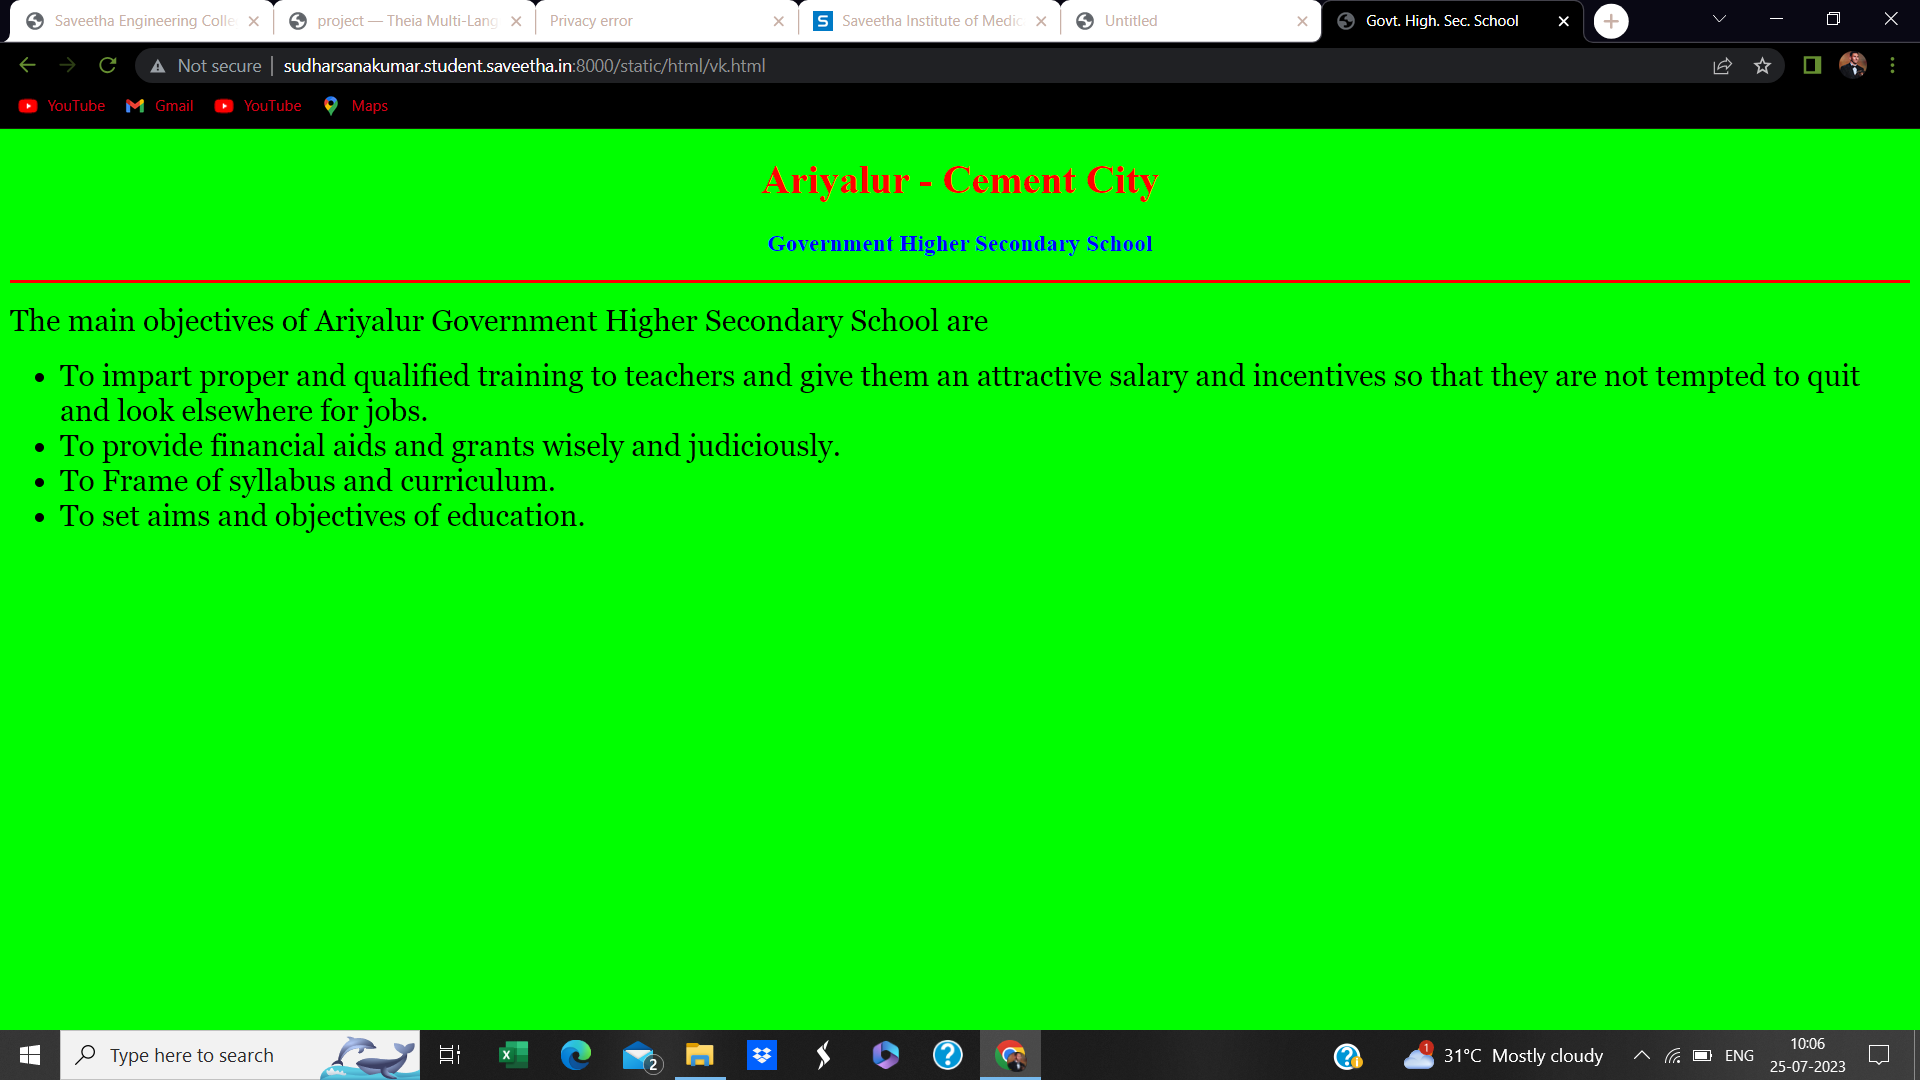 Saveetha Engineering Colle
project — Theia Multi-Lang
Privacy error
Saveetha Institute of Medic
Untitled
Govt. High. Sec. School
Not secure
sudharsanakumar.student.saveetha.in:8000/static/html/vk.html
YouTube
Gmail
YouTube
Maps
Ariyalur - Cement City
Government Higher Secondary School
The main objectives of Ariyalur Government Higher Secondary School are
• To impart proper and qualified training to teachers and give them an attractive salary and incentives so that they are not tempted to quit
and look elsewhere for jobs.
• To provide financial aids and grants wisely and judiciously.
• To Frame of syllabus and curriculum.
• To set aims and objectives of education.
Type here to search
2
1
31°C Mostly cloudy
ENG
10:06
25-07-2023